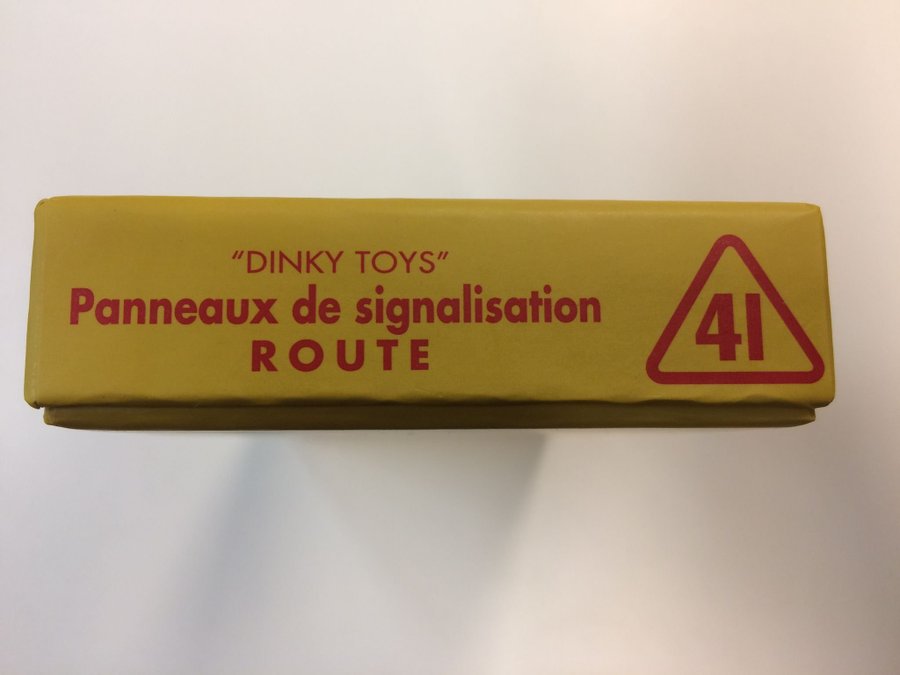 "DINKY TOYS"
Panneaux de signalisation
ROUTE
41